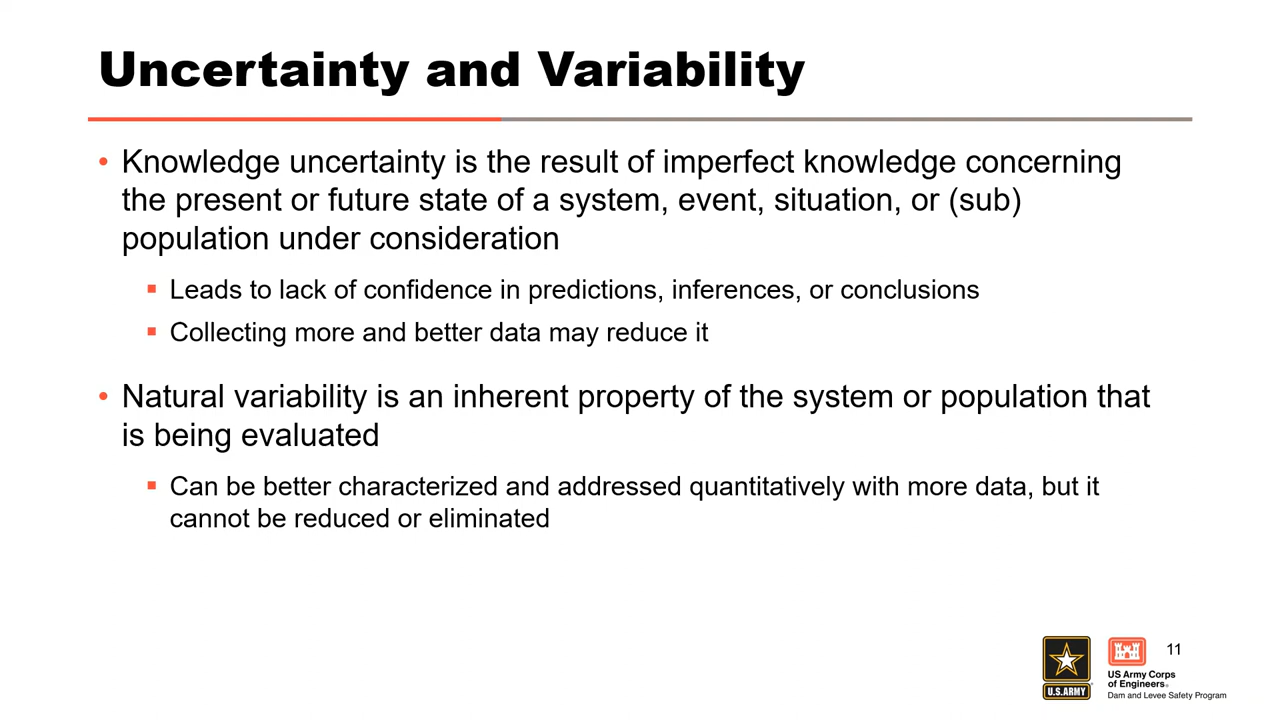 Uncertainty and Variability
• Knowledge uncertainty is the result of imperfect knowledge concerning
the present or future state of a system, event, situation, or (sub)
population under consideration
▪ Leads to lack of confidence in predictions, inferences, or conclusions
▪ Collecting more and better data may reduce it
• Natural variability is an inherent property of the system or population that
is being evaluated
▪ Can be better characterized and addressed quantitatively with more data, but it
cannot be reduced or eliminated
11
U.S.ARMY
US Army Corps
of Engineers®
Dam and Levee Safety Program